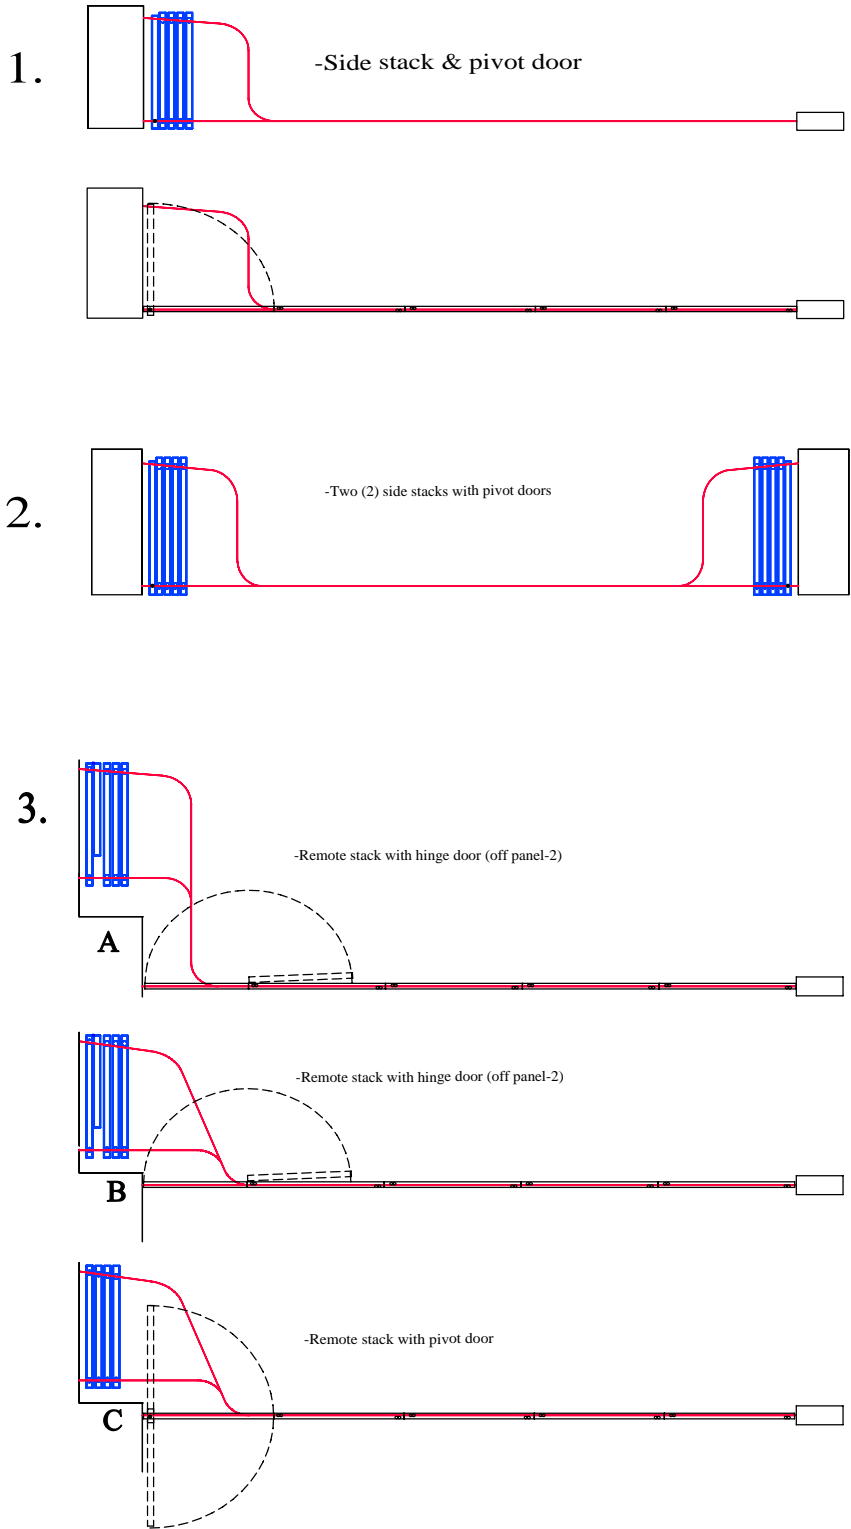 1.
-Side stack & pivot door
2.
-Two (2) side stacks with pivot doors
3.
-Remote stack with hinge door (off panel-2)
A
-Remote stack with hinge door (off panel-2)
B
-Remote stack with pivot door
C